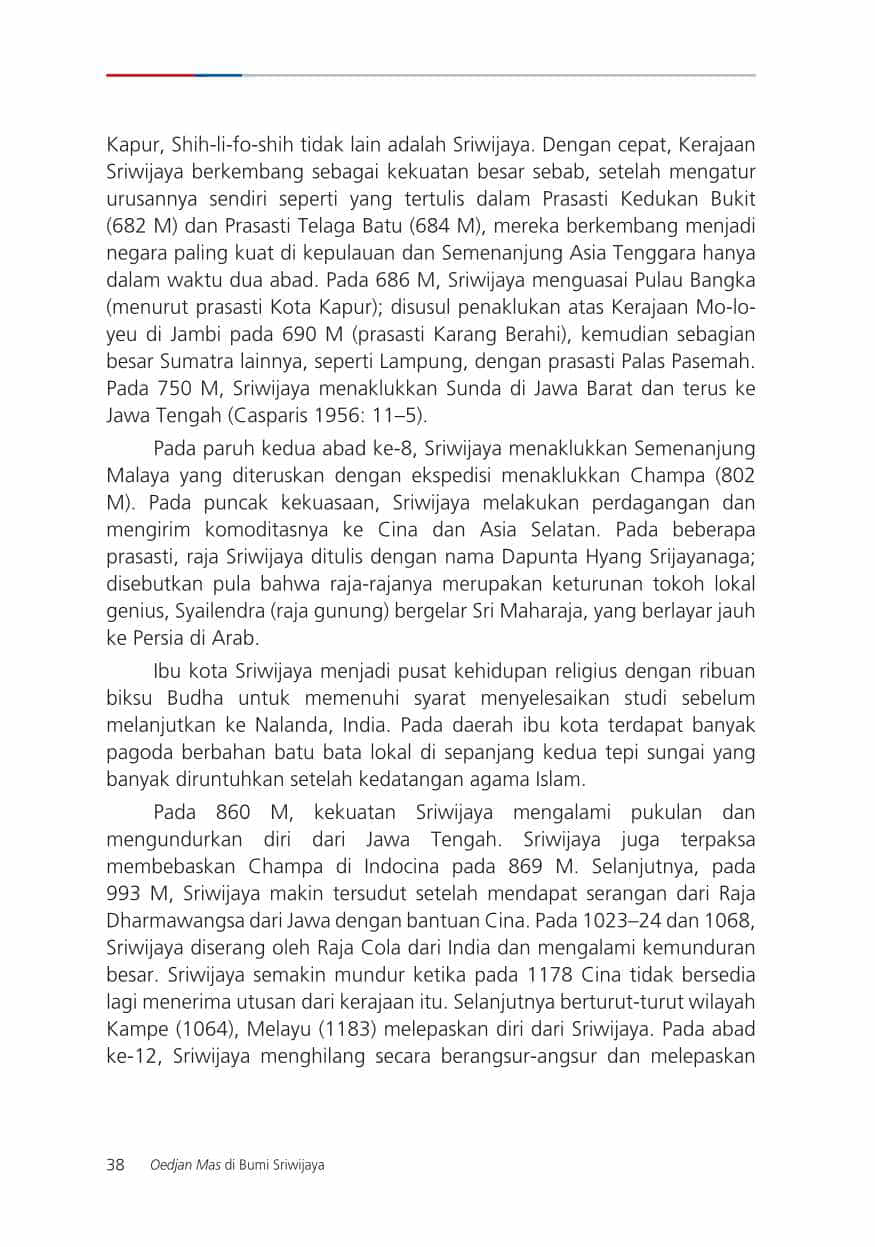 Kapur, Shih-li-fo-shih tidak lain adalah Sriwijaya. Dengan cepat, Kerajaan
Sriwijaya berkembang sebagai kekuatan besar sebab, setelah mengatur
urusannya sendiri seperti yang tertulis dalam Prasasti Kedukan Bukit
(682 M) dan Prasasti Telaga Batu (684 M), mereka berkembang menjadi
negara paling kuat di kepulauan dan Semenanjung Asia Tenggara hanya
dalam waktu dua abad. Pada 686 M, Sriwijaya menguasai Pulau Bangka
(menurut prasasti Kota Kapur); disusul penaklukan atas Kerajaan Mo-lo-
yeu di Jambi pada 690 M (prasasti Karang Berahi), kemudian sebagian
besar Sumatra lainnya, seperti Lampung, dengan prasasti Palas Pasemah.
Pada 750 M, Sriwijaya menaklukkan Sunda di Jawa Barat dan terus ke
Jawa Tengah (Casparis 1956: 11–5).
Pada paruh kedua abad ke-8, Sriwijaya menaklukkan Semenanjung
Malaya yang diteruskan dengan ekspedisi menaklukkan Champa (802
M). Pada puncak kekuasaan, Sriwijaya melakukan perdagangan dan
mengirim komoditasnya ke Cina dan Asia Selatan. Pada beberapa
prasasti, raja Sriwijaya ditulis dengan nama Dapunta Hyang Srijayanaga;
disebutkan pula bahwa raja-rajanya merupakan keturunan tokoh lokal
genius, Syailendra (raja gunung) bergelar Sri Maharaja, yang berlayar jauh
ke Persia di Arab.
Ibu kota Sriwijaya menjadi pusat kehidupan religius dengan ribuan
biksu Budha untuk memenuhi syarat menyelesaikan studi sebelum
melanjutkan ke Nalanda, India. Pada daerah ibu kota terdapat banyak
pagoda berbahan batu bata lokal di sepanjang kedua tepi sungai yang
banyak diruntuhkan setelah kedatangan agama Islam.
Pada 860 M, kekuatan Sriwijaya mengalami pukulan dan
mengundurkan diri dari Jawa Tengah. Sriwijaya juga terpaksa
membebaskan Champa di Indocina pada 869 M. Selanjutnya, pada
993 M, Sriwijaya makin tersudut setelah mendapat serangan dari Raja
Dharmawangsa dari Jawa dengan bantuan Cina. Pada 1023–24 dan 1068,
Sriwijaya diserang oleh Raja Cola dari India dan mengalami kemunduran
besar. Sriwijaya semakin mundur ketika pada 1178 Cina tidak bersedia
lagi menerima utusan dari kerajaan itu. Selanjutnya berturut-turut wilayah
Kampe (1064), Melayu (1183) melepaskan diri dari Sriwijaya. Pada abad
ke-12, Sriwijaya menghilang secara berangsur-angsur dan melepaskan
38 Oedjan Mas di Bumi Sriwijaya